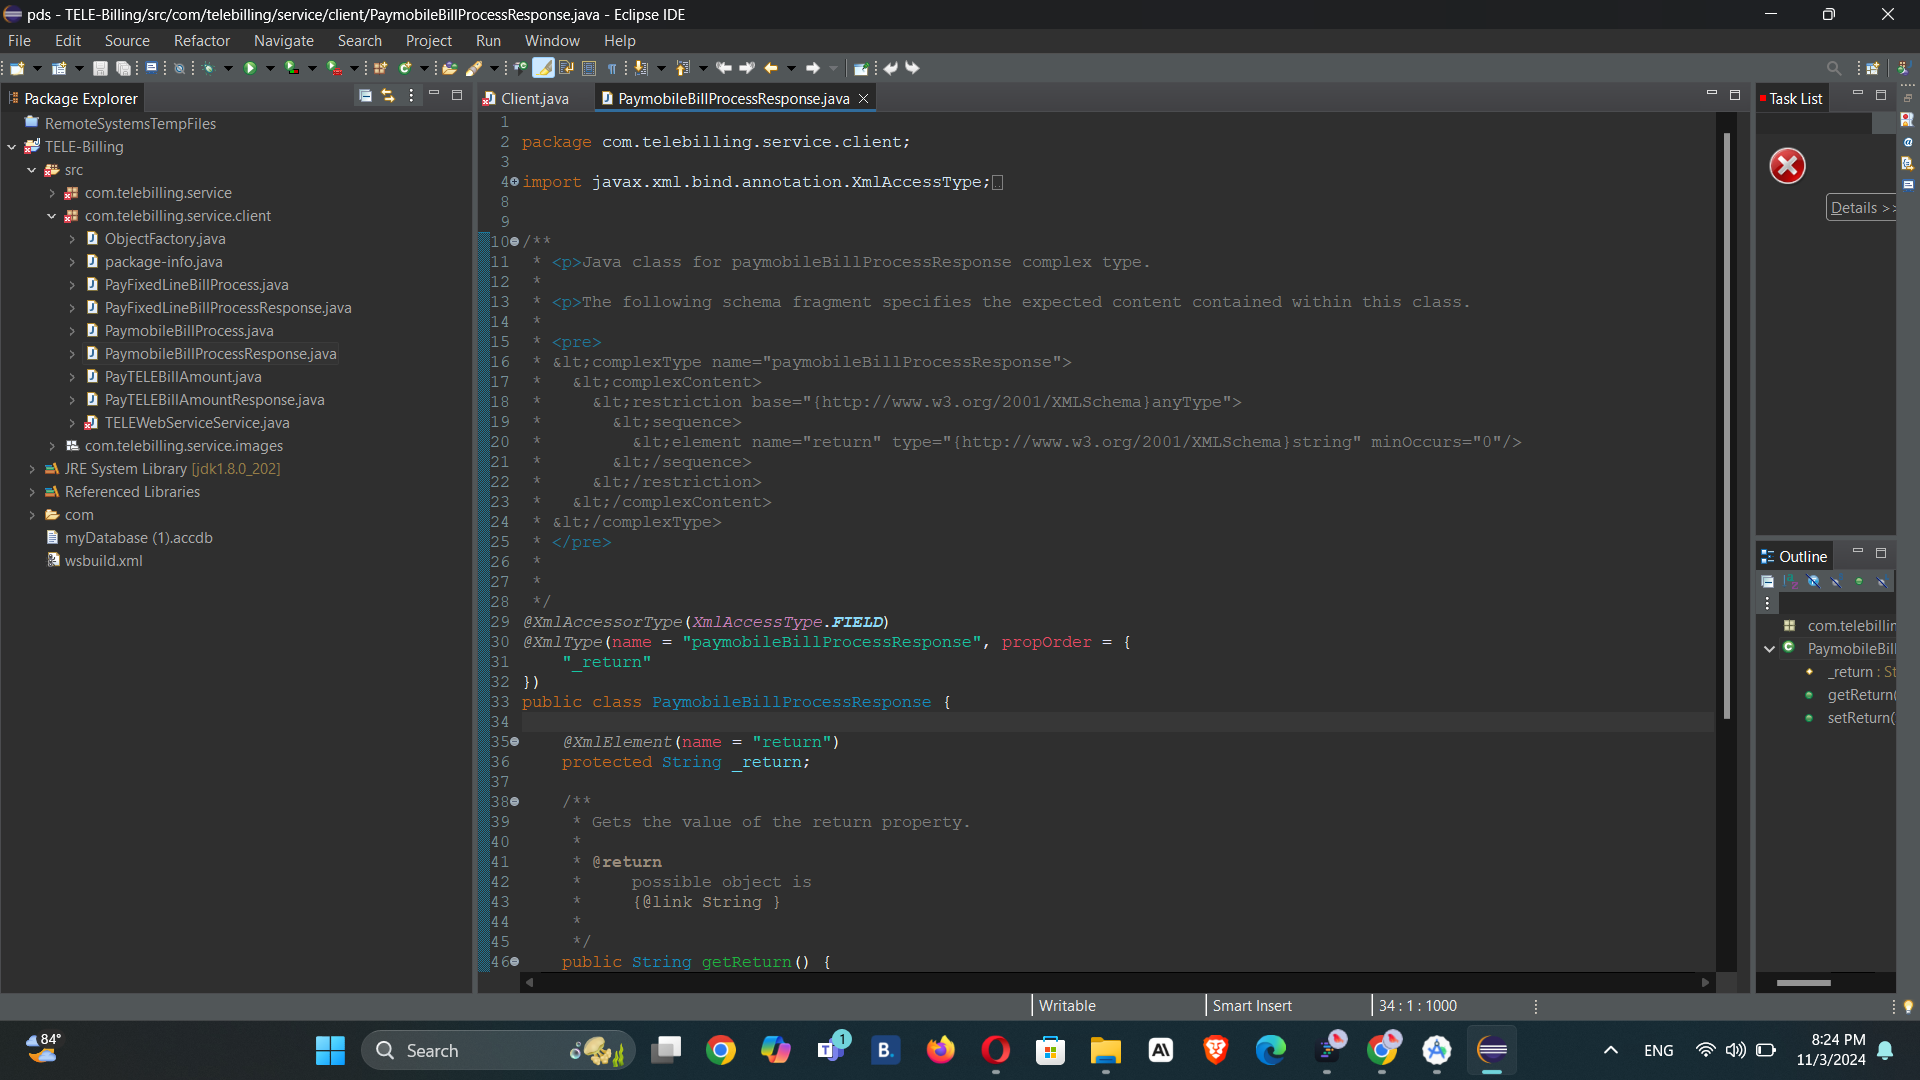 pds - TELE-Billing/src/com/telebilling/service/client/PaymobileBillProcessResponse.java - Eclipse IDE
File Edit Source Refactor Navigate Search Project Run Window Help
Package Explorer
RemoteSystemsTempFiles
TELE-Billing
src
com.telebilling.service
com.telebilling.service.client
ObjectFactory.java
package-info.java
PayFixedLineBillProcess.java
PayFixedLineBillProcessResponse.java
PaymobileBillProcess.java
PaymobileBillProcessResponse.java
PayTELEBillAmount.java
PayTELEBillAmountResponse.java
TELEWebServiceService.java
com.telebilling.service.images
JRE System Library [jdk1.8.0_202]
Referenced Libraries
com
myDatabase (1).accdb
wsbuild.xml
Client.java PaymobileBillProcessResponse.java
1
2 package com.telebilling.service.client;
3
4 import javax.xml.bind.annotation.XmlAccessType;
8
9
10 /**
11 * <p>Java class for paymobileBillProcessResponse complex type.
12 *
13 * <p>The following schema fragment specifies the expected content contained within this class.
14 *
15 * <pre>
16 * &lt;complexType name="paymobileBillProcessResponse">
17 * &lt;complexContent>
18 * &lt;restriction base="{http://www.w3.org/2001/XMLSchema}anyType">
19 * &lt;sequence>
20 * &lt;element name="return" type="{http://www.w3.org/2001/XMLSchema}string" minOccurs="0"/>
21 * &lt;/sequence>
22 * &lt;/restriction>
23 * &lt;/complexContent>
24 * &lt;/complexType>
25 * </pre>
26 *
27 *
28 */
29 @XmlAccessorType(XmlAccessType.FIELD)
30 @XmlType(name = "paymobileBillProcessResponse", propOrder = {
31 "_return"
32 })
33 public class PaymobileBillProcessResponse {
34
35 @XmlElement(name = "return")
36 protected String _return;
37
38 /**
39 * Gets the value of the return property.
40 *
41 * @return
42 * possible object is
43 * {@link String }
44 *
45 */
46 public String getReturn() {
Task List
Details >>
Outline
com.telebillin
PaymobileBill
_return : St
getReturn(
setReturn(
Writable Smart Insert 34 : 1 : 1000
84°
Search
1
B.
ENG
8:24 PM
11/3/2024